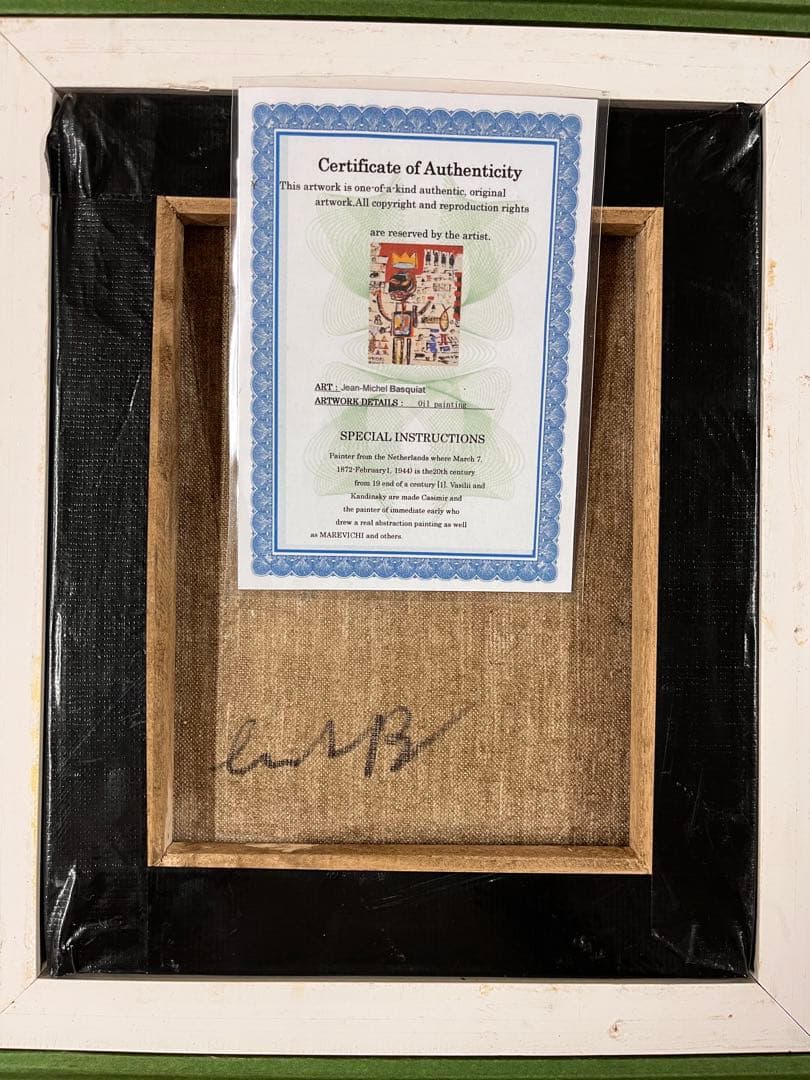 Certificate of Authenticity
This artwork is one-of-a-kind authentic, original
artwork.All copyright and reproduction rights
are reserved by the artist.
ART : Jean-Michel Basquiat
ARTWORK DETAILS : Oil painting
SPECIAL INSTRUCTIONS
Painter from the Netherlands where March 7,
1872-February1, 1944) is the20th century
from 19 end of a century [1]. Vasilii and
Kandinsky are made Casimir and
the painter of immediate early who
drew a real abstraction painting as well
as MAREVICHI and others.